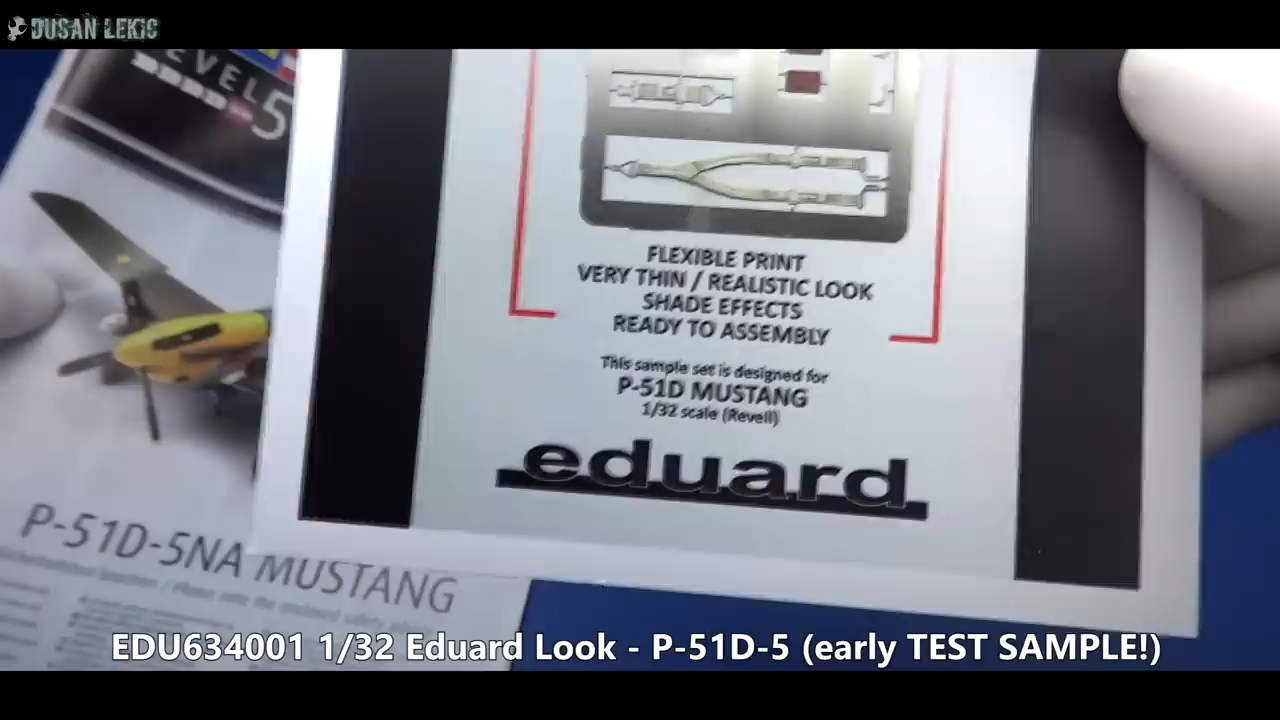 DUSAN LEKIC
LEVEL 5
FLEXIBLE PRINT
VERY THIN / REALISTIC LOOK
SHADE EFFECTS
READY TO ASSEMBLY
This sample set is designed for
P-51D MUSTANG
1/32 scale (Revell)
eduard
P-51D-5NA MUSTANG
EDU634001 1/32 Eduard Look - P-51D-5 (early TEST SAMPLE!)